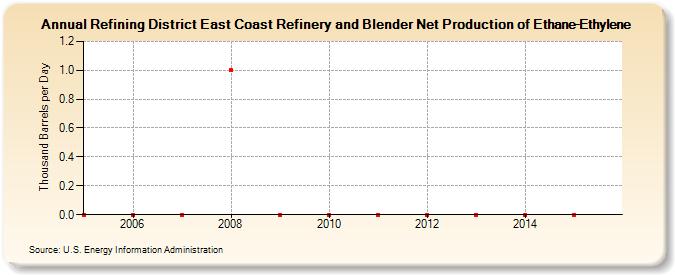 Annual Refining District East Coast Refinery and Blender Net Production of Ethane-Ethylene
Thousand Barrels per Day
1.2
1.0
0.8
0.6
0.4
0.2
0.0
2006 2008 2010 2012 2014
Source: U.S. Energy Information Administration